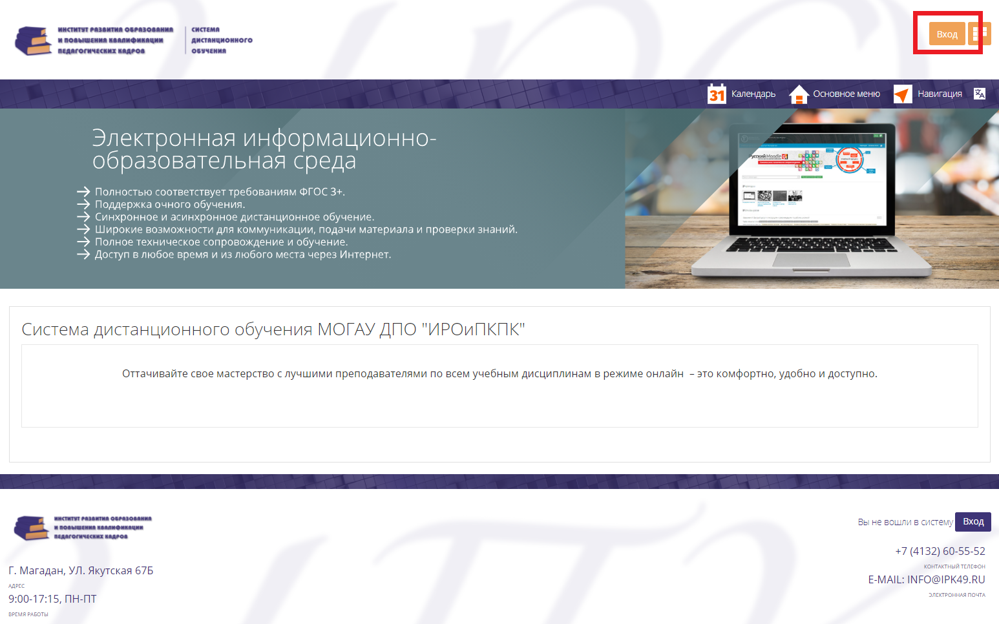 ИНСТИТУТ РАЗВИТИЯ ОБРАЗОВАНИЯ
И ПОВЫШЕНИЯ КВАЛИФИКАЦИИ
ПЕДАГОГИЧЕСКИХ КАДРОВ
СИСТЕМА
ДИСТАНЦИОННОГО
ОБУЧЕНИЯ
Вход
31 Календарь
Основное меню
Навигация
Электронная информационно-
образовательная среда
Полностью соответствует требованиям ФГОС 3+.
Поддержка очного обучения.
Синхронное и асинхронное дистанционное обучение.
Широкие возможности для коммуникации, подачи материала и проверки знаний.
Полное техническое сопровождение и обучение.
Доступ в любое время и из любого места через Интернет.
Русский Moodle
Система дистанционного обучения МОГАУ ДПО "ИРОиПКПК"
Оттачивайте свое мастерство с лучшими преподавателями по всем учебным дисциплинам в режиме онлайн – это комфортно, удобно и доступно.
ИНСТИТУТ РАЗВИТИЯ ОБРАЗОВАНИЯ
И ПОВЫШЕНИЯ КВАЛИФИКАЦИИ
ПЕДАГОГИЧЕСКИХ КАДРОВ
Г. Магадан, УЛ. Якутская 67Б
АДРЕС
9:00-17:15, ПН-ПТ
ВРЕМЯ РАБОТЫ
Вы не вошли в систему Вход
+7 (4132) 60-55-52
КОНТАКТНЫЙ ТЕЛЕФОН
E-MAIL: INFO@IPK49.RU
ЭЛЕКТРОННАЯ ПОЧТА